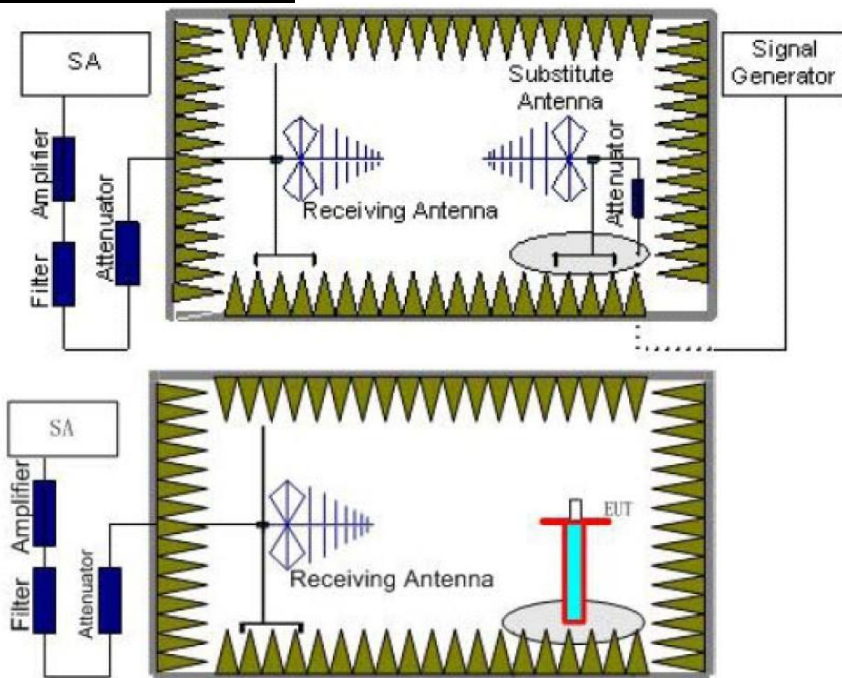 SA
Signal
Generator
Substitute
Antenna
Amplifier
Attenuator
Attenuator
Receiving Antenna
Filter
SA
Amplifier
EUT
Receiving Antenna
Filter
Attenuator